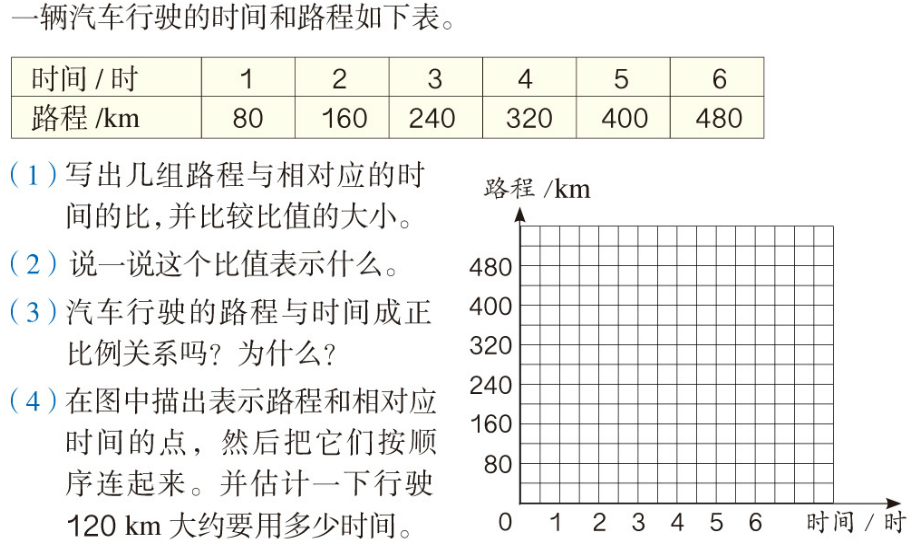 一辆汽车行驶的时间和路程如下表。
时间 / 时 1 2 3 4 5 6
路程 /km 80 160 240 320 400 480
（1）写出几组路程与相对应的时
间的比，并比较比值的大小。
（2）说一说这个比值表示什么。
（3）汽车行驶的路程与时间成正
比例关系吗？为什么？
（4）在图中描出表示路程和相对应
时间的点，然后把它们按顺
序连起来。并估计一下行驶
120 km 大约要用多少时间。
路程 /km
480
400
320
240
160
80
0 1 2 3 4 5 6 时间 / 时